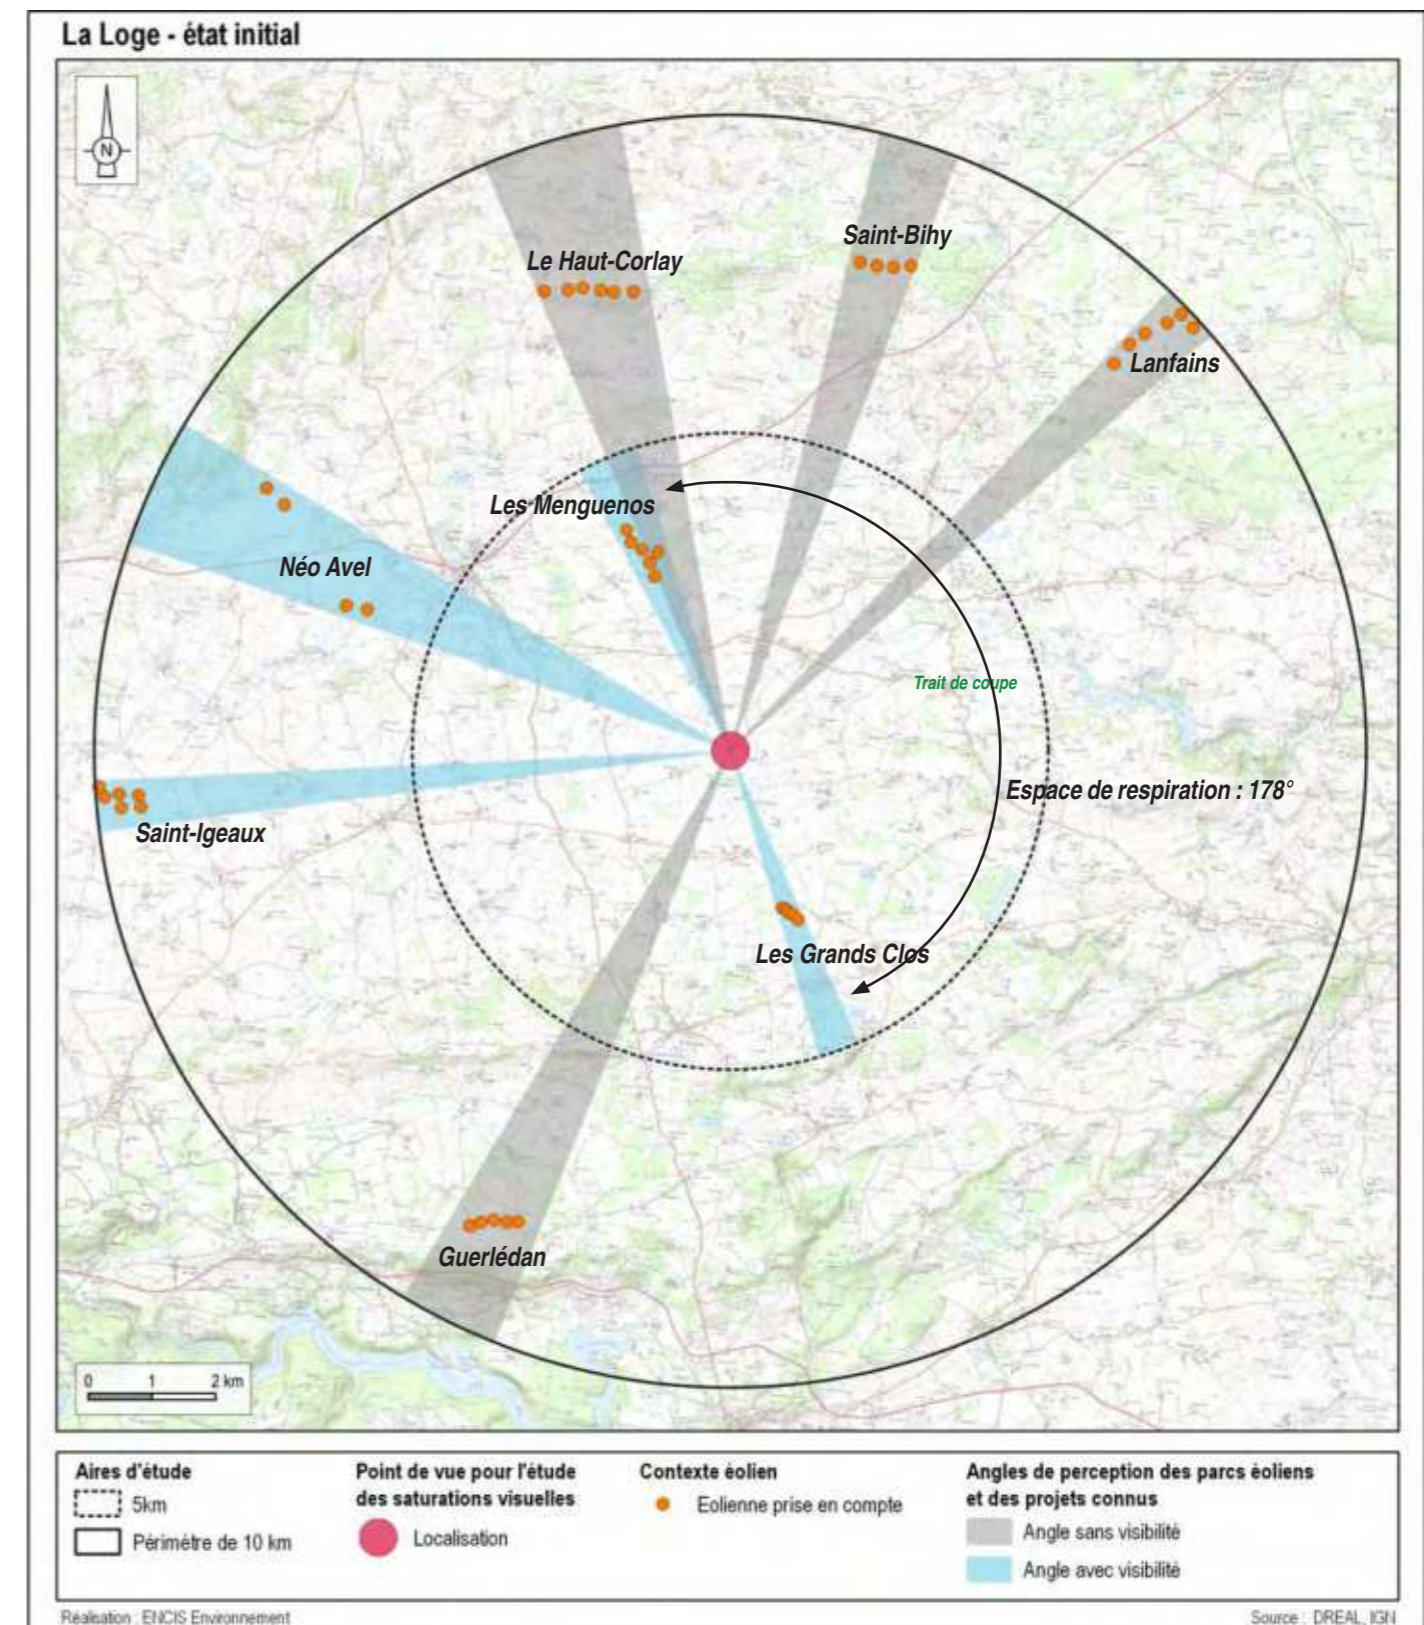 La Loge - état initial
N
Saint-Bihy
Le Haut-Corlay
Lanfains
Les Menguenos
Néo Avel
Trait de coupe
Espace de respiration : 178°
Saint-Igeaux
Les Grands Clos
Guerlédan
0 1 2 km
Aires d'étude
5km
Périmètre de 10 km
Point de vue pour l'étude
des saturations visuelles
Localisation
Contexte éolien
Eolienne prise en compte
Angles de perception des parcs éoliens
et des projets connus
Angle sans visibilité
Angle avec visibilité
Réalisation : ENCIS Environnement
Source : DREAL, IGN